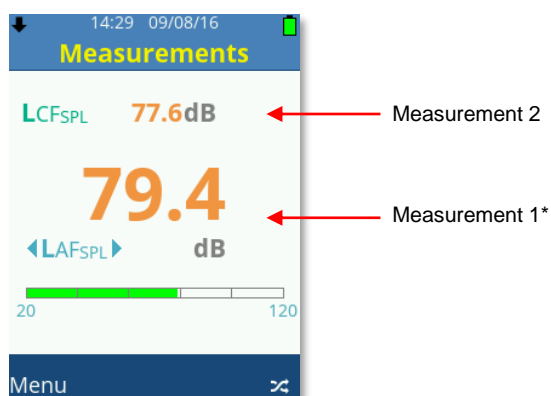 14:29 09/08/16
Measurements
LCFSPL 77.6dB
Measurement 2
79.4
Measurement 1*
LAFSPL dB
20 120
Menu